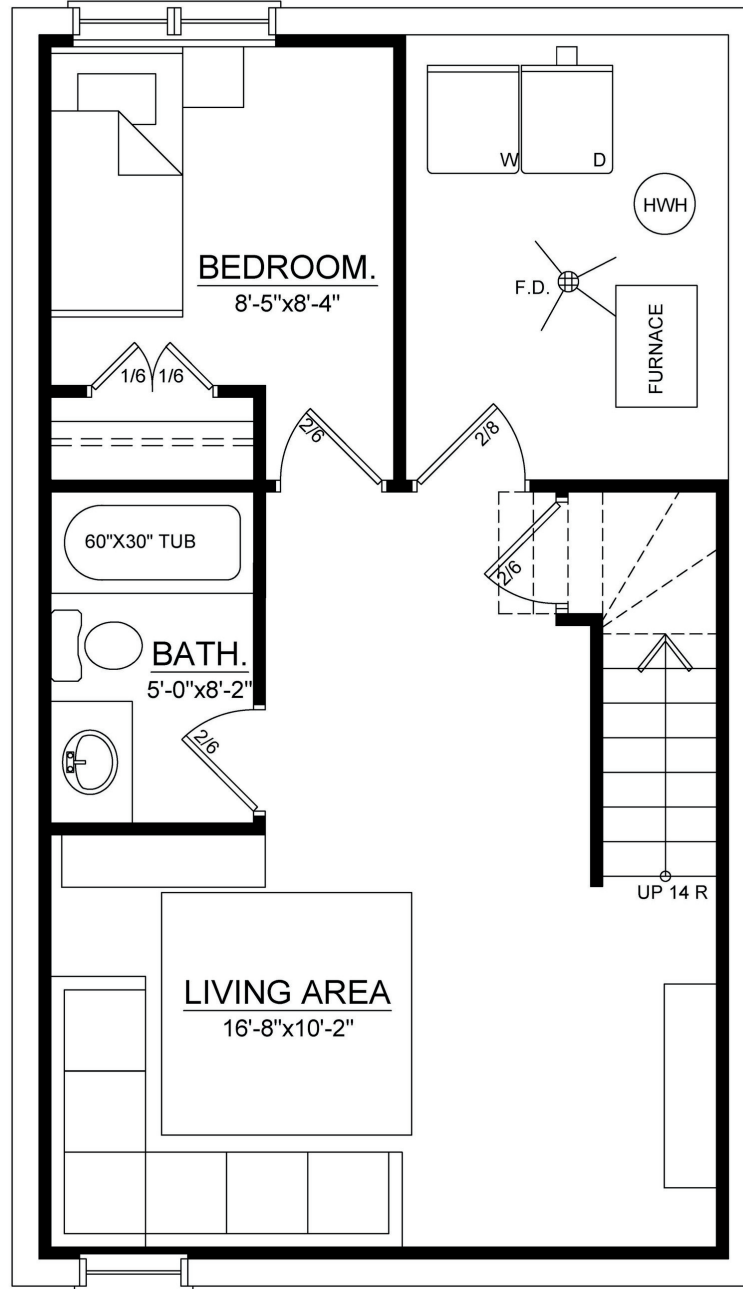 W
D
HWH
BEDROOM.
8'-5"x8'-4"
F.D.
FURNACE
1/6
1/6
2/6
2/8
60"X30" TUB
2/6
BATH.
5'-0"x8'-2"
2/6
UP 14 R
LIVING AREA
16'-8"x10'-2"